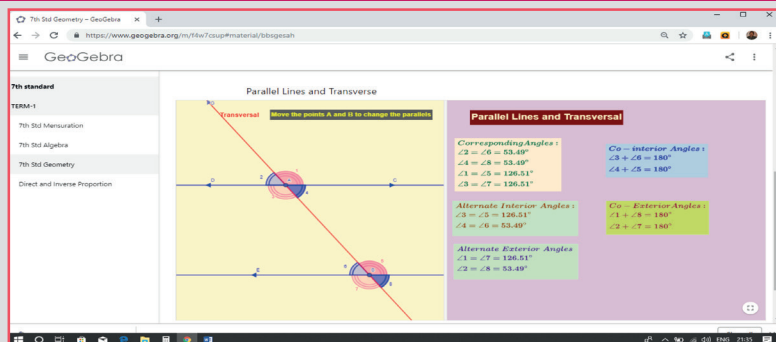 7th Std Geometry – GeoGebra
https://www.geogebra.org/m/f4w7csup#material/bbsgesah
GeoGebra
7th standard
TERM-1
7th Std Mensuration
7th Std Algebra
7th Std Geometry
Direct and Inverse Proportion
Parallel Lines and Transverse
Transversal
Move the points A and B to change the parallels
Parallel Lines and Transversal
Corresponding Angles :
∠2 = ∠6 = 53.49°
∠4 = ∠8 = 53.49°
∠1 = ∠5 = 126.51°
∠3 = ∠7 = 126.51°
Co – interior Angles :
∠3 + ∠6 = 180°
∠4 + ∠5 = 180°
Alternate Interior Angles :
∠3 = ∠5 = 126.51°
∠4 = ∠6 = 53.49°
Co – Exterior Angles :
∠1 + ∠8 = 180°
∠2 + ∠7 = 180°
Alternate Exterior Angles
∠1 = ∠7 = 126.51°
∠2 = ∠8 = 53.49°
ENG 21:35